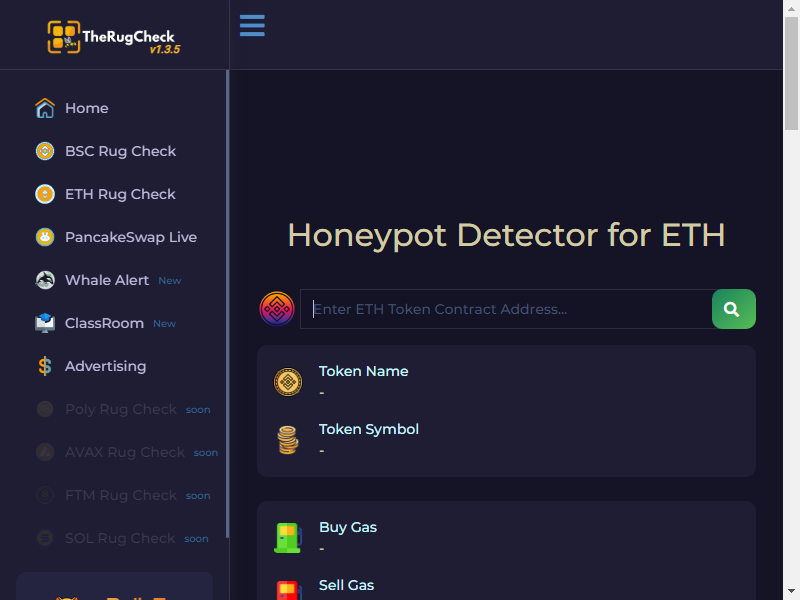 TheRugCheck
v1.3.5
Home
BSC Rug Check
ETH Rug Check
PancakeSwap Live
Whale Alert New
ClassRoom New
Advertising
Poly Rug Check soon
AVAX Rug Check soon
FTM Rug Check soon
SOL Rug Check soon
Honeypot Detector for ETH
Enter ETH Token Contract Address...
Token Name
-
Token Symbol
-
Buy Gas
-
Sell Gas